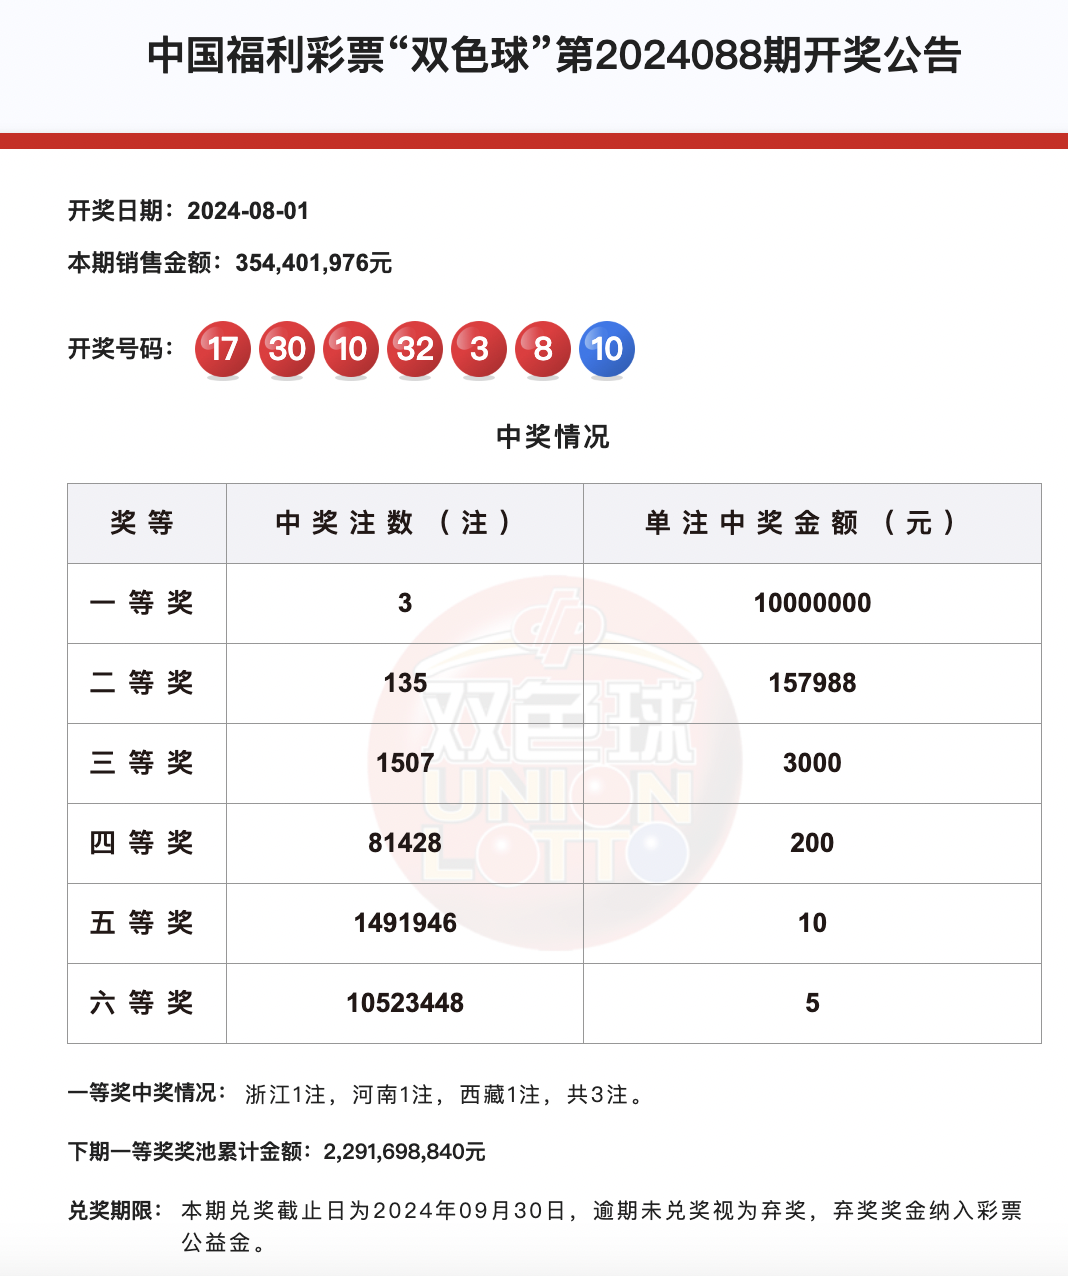 中国福利彩票“双色球”第2024088期开奖公告
开奖日期：2024-08-01
本期销售金额：354,401,976元
开奖号码： 17 30 10 32 3 8 10
中奖情况
奖等 中奖注数（注） 单注中奖金额（元）
一等奖 3 10000000
二等奖 135 157988
三等奖 1507 3000
四等奖 81428 200
五等奖 1491946 10
六等奖 10523448 5
双色球
UNION
LOTTO
一等奖中奖情况： 浙江1注，河南1注，西藏1注，共3注。
下期一等奖奖池累计金额：2,291,698,840元
兑奖期限： 本期兑奖截止日为2024年09月30日，逾期未兑奖视为弃奖，弃奖奖金纳入彩票
公益金。